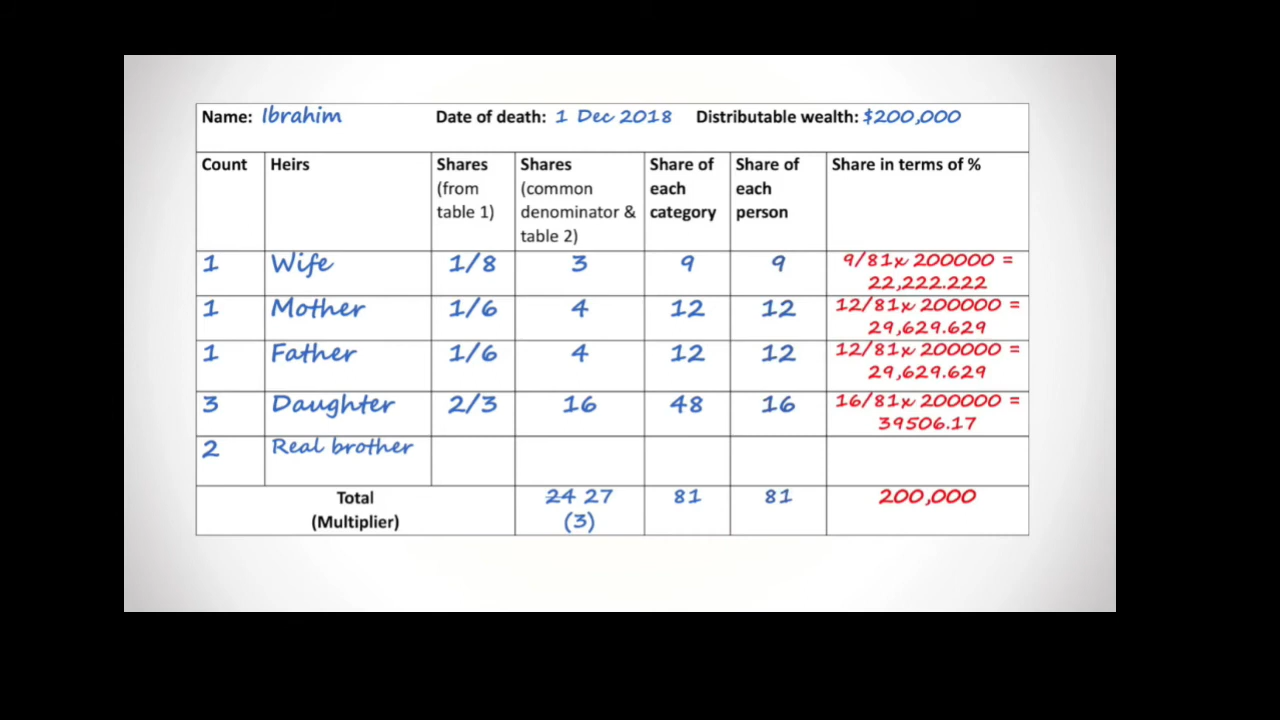 Name: Ibrahim Date of death: 1 Dec 2018 Distributable wealth: $200,000
Count Heirs Shares (from table 1) Shares (common denominator & table 2) Share of each category Share of each person Share in terms of %
1 Wife 1/8 3 9 9 9/81x 200000 = 22,222.222
1 Mother 1/6 4 12 12 12/81x 200000 = 29,629.629
1 Father 1/6 4 12 12 12/81x 200000 = 29,629.629
3 Daughter 2/3 16 48 16 16/81x 200000 = 39506.17
2 Real brother
Total (Multiplier) 24 27 (3) 81 81 200,000